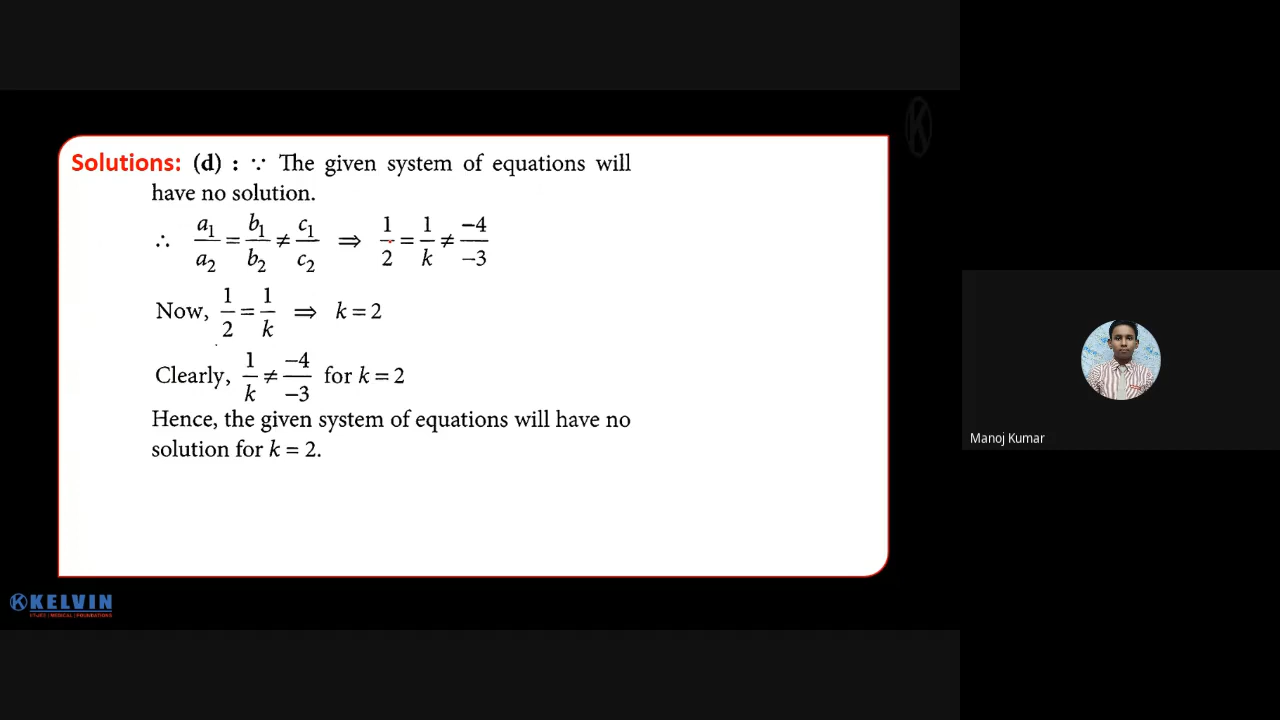 Solutions: (d) : ∵ The given system of equations will
have no solution.
∴ a₁/a₂ = b₁/b₂ ≠ c₁/c₂ ⇒ 1/2 = 1/k ≠ −4/−3
Now, 1/2 = 1/k ⇒ k = 2
Clearly, 1/k ≠ −4/−3 for k = 2
Hence, the given system of equations will have no
solution for k = 2.
Manoj Kumar
KELVIN